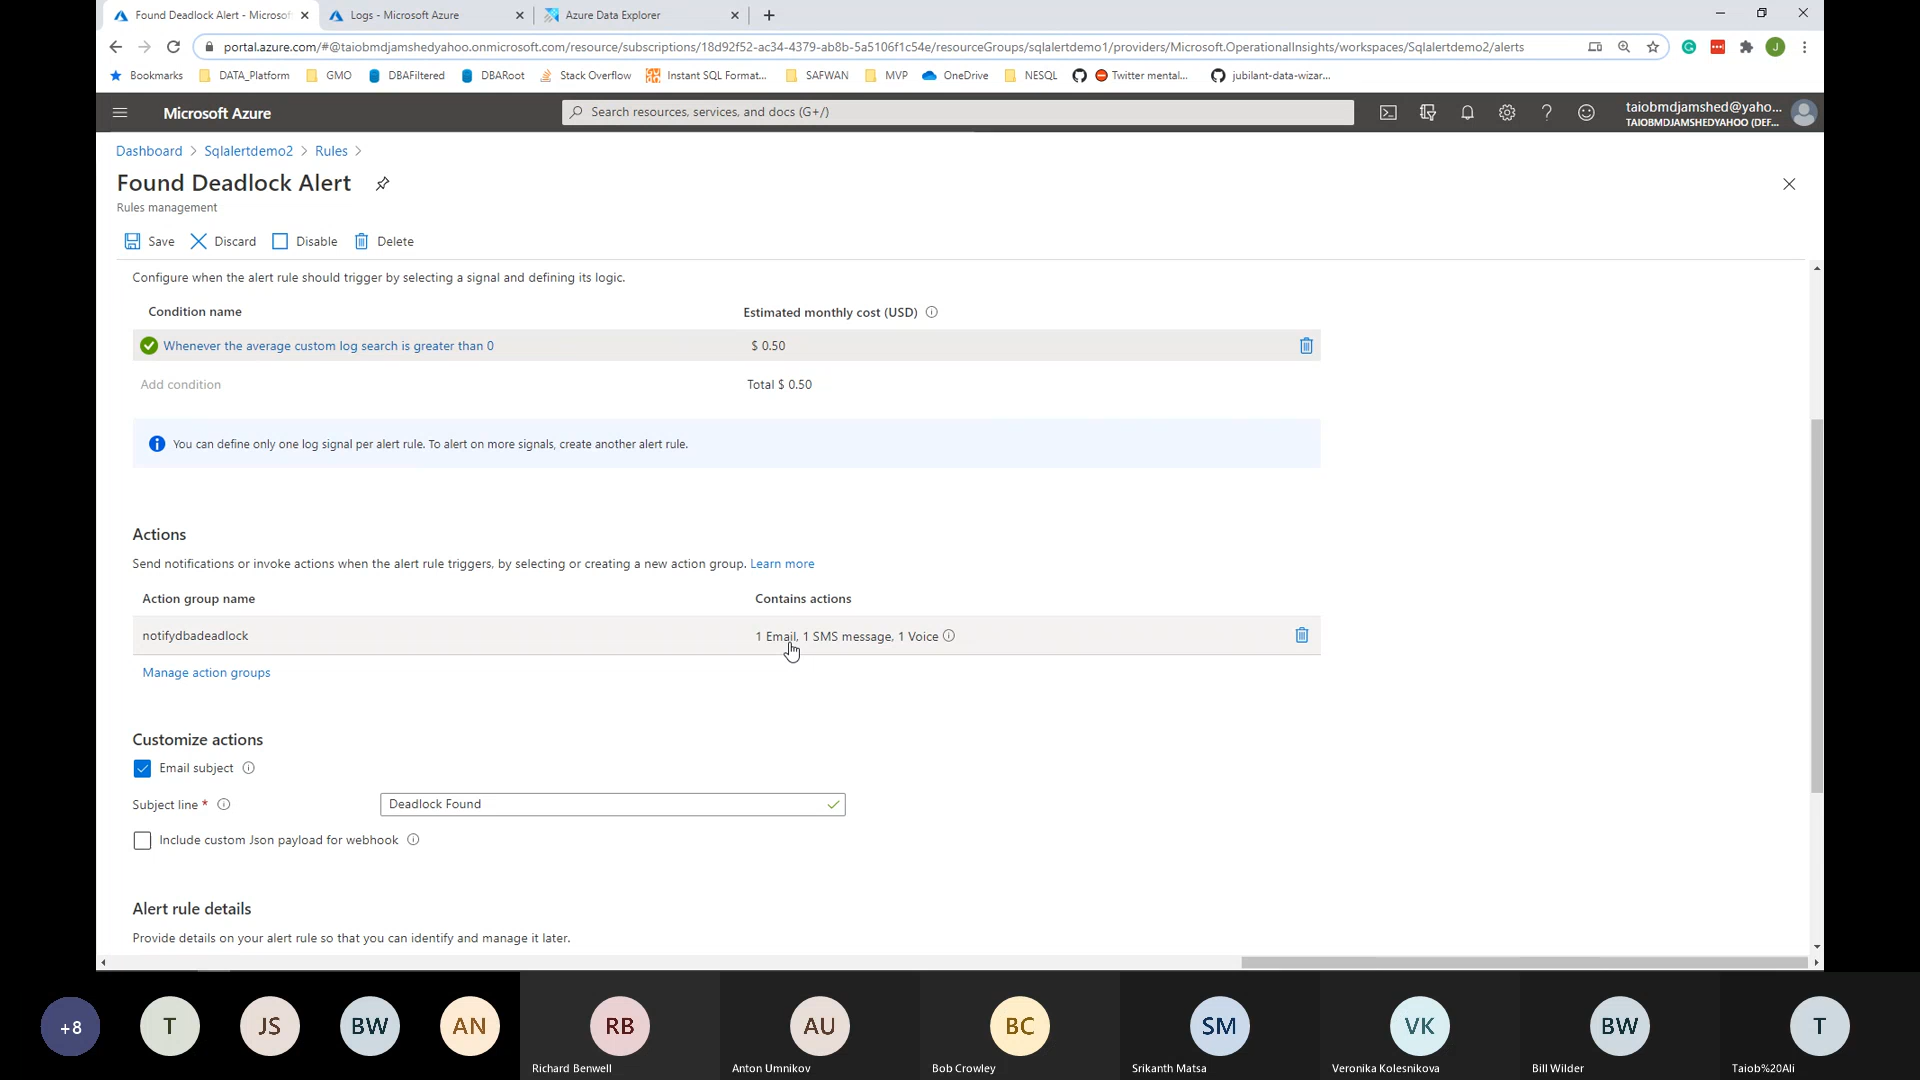 Found Deadlock Alert - Microsof
Logs - Microsoft Azure
Azure Data Explorer
portal.azure.com/#@taiobmdjamshedyahoo.onmicrosoft.com/resource/subscriptions/18d92f52-ac34-4379-ab8b-5a5106f1c54e/resourceGroups/sqlalertdemo1/providers/Microsoft.OperationalInsights/workspaces/Sqlalertdemo2/alerts
J
Bookmarks DATA_Platform GMO DBAFiltered DBARoot Stack Overflow Instant SQL Format... SAFWAN MVP OneDrive NESQL Twitter mental... jubilant-data-wizar...
Microsoft Azure
Search resources, services, and docs (G+/)
taiobmdjamshed@yaho...
TAIOBMDJAMSHEDYAHOO (DEF...
Dashboard > Sqlalertdemo2 > Rules >
Found Deadlock Alert
Rules management
Save Discard Disable Delete
Configure when the alert rule should trigger by selecting a signal and defining its logic.
Condition name Estimated monthly cost (USD)
Whenever the average custom log search is greater than 0 $ 0.50
Add condition Total $ 0.50
You can define only one log signal per alert rule. To alert on more signals, create another alert rule.
Actions
Send notifications or invoke actions when the alert rule triggers, by selecting or creating a new action group. Learn more
Action group name Contains actions
notifydbadeadlock 1 Email, 1 SMS message, 1 Voice
Manage action groups
Customize actions
Email subject
Subject line * Deadlock Found
Include custom Json payload for webhook
Alert rule details
Provide details on your alert rule so that you can identify and manage it later.
+8 T JS BW AN RB AU BC SM VK BW T
Richard Benwell Anton Umnikov Bob Crowley Srikanth Matsa Veronika Kolesnikova Bill Wilder Taiob%20Ali